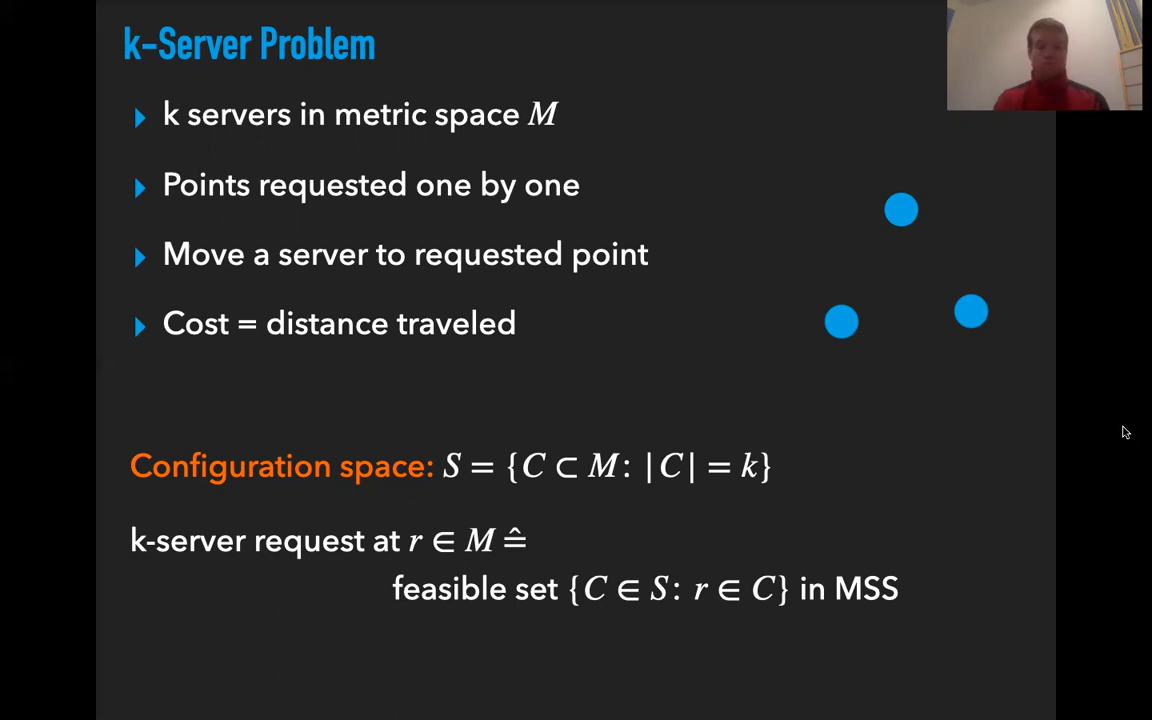 k-Server Problem
k servers in metric space M
Points requested one by one
Move a server to requested point
Cost = distance traveled
Configuration space: S = {C ⊂ M: |C| = k}
k-server request at r ∈ M ≙
feasible set {C ∈ S: r ∈ C} in MSS